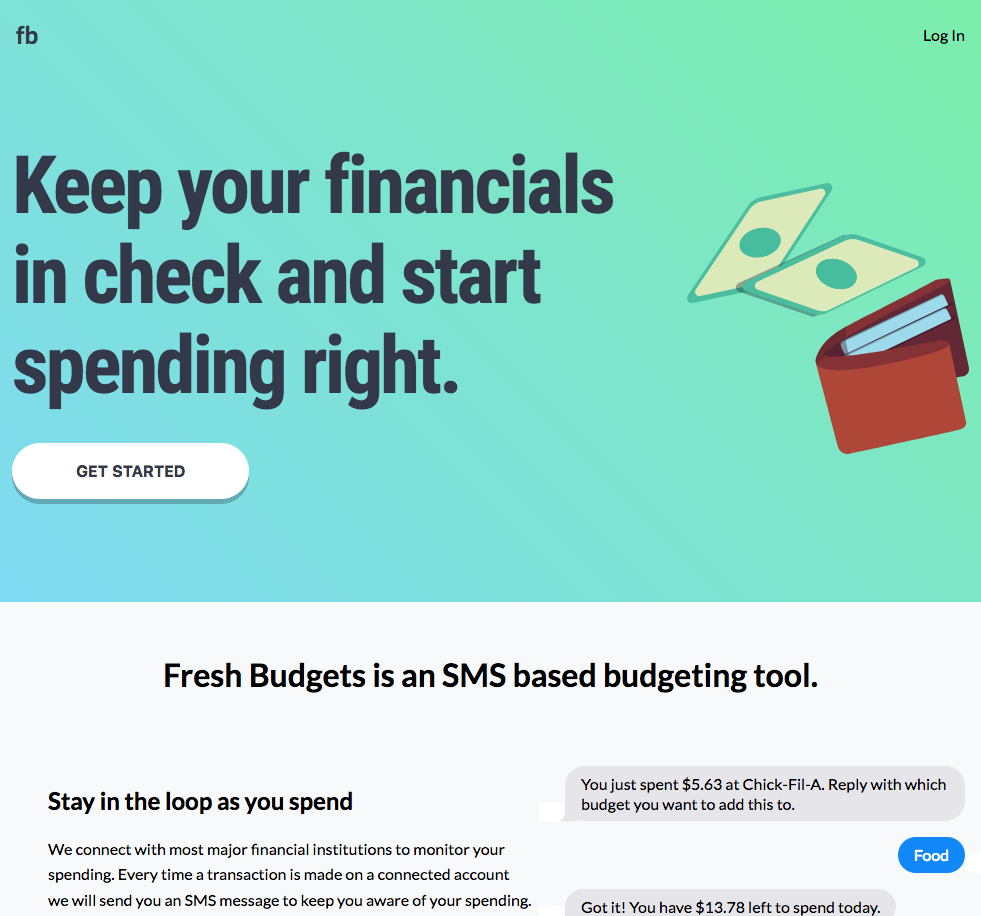 fb
Log In
Keep your financials
in check and start
spending right.
GET STARTED
Fresh Budgets is an SMS based budgeting tool.
Stay in the loop as you spend
We connect with most major financial institutions to monitor your
spending. Every time a transaction is made on a connected account
we will send you an SMS message to keep you aware of your spending.
You just spent $5.63 at Chick-Fil-A. Reply with which
budget you want to add this to.
Food
Got it! You have $13.78 left to spend today.